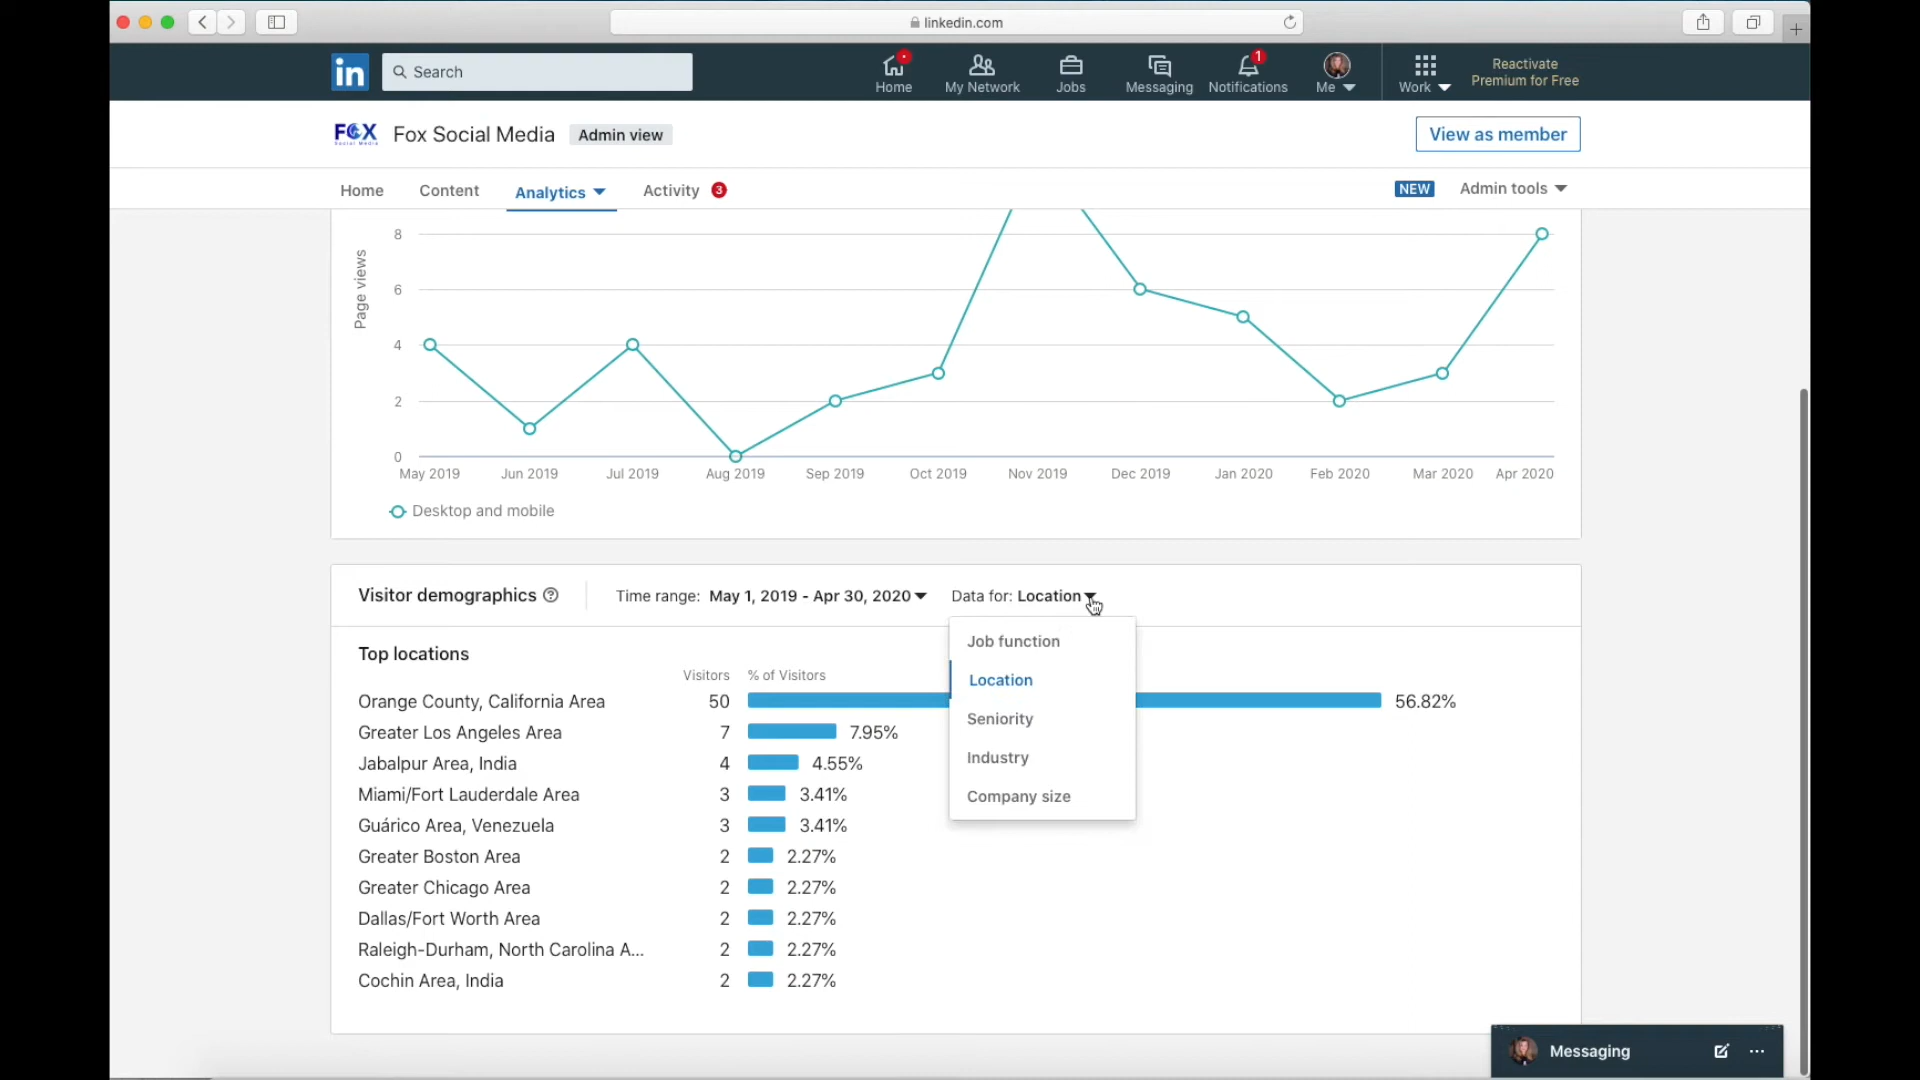 linkedin.com
in
Search
Home
My Network
Jobs
Messaging
1
Notifications
Me
Work
Reactivate
Premium for Free
FOX
Social Media
Fox Social Media
Admin view
View as member
Home
Content
Analytics
Activity
3
NEW
Admin tools
Page views
8
6
4
2
0
May 2019
Jun 2019
Jul 2019
Aug 2019
Sep 2019
Oct 2019
Nov 2019
Dec 2019
Jan 2020
Feb 2020
Mar 2020
Apr 2020
Desktop and mobile
Visitor demographics ?
Time range: May 1, 2019 - Apr 30, 2020
Data for: Location
Job function
Location
Seniority
Industry
Company size
Top locations
Visitors % of Visitors
Orange County, California Area 50 56.82%
Greater Los Angeles Area 7 7.95%
Jabalpur Area, India 4 4.55%
Miami/Fort Lauderdale Area 3 3.41%
Guárico Area, Venezuela 3 3.41%
Greater Boston Area 2 2.27%
Greater Chicago Area 2 2.27%
Dallas/Fort Worth Area 2 2.27%
Raleigh-Durham, North Carolina A... 2 2.27%
Cochin Area, India 2 2.27%
Messaging